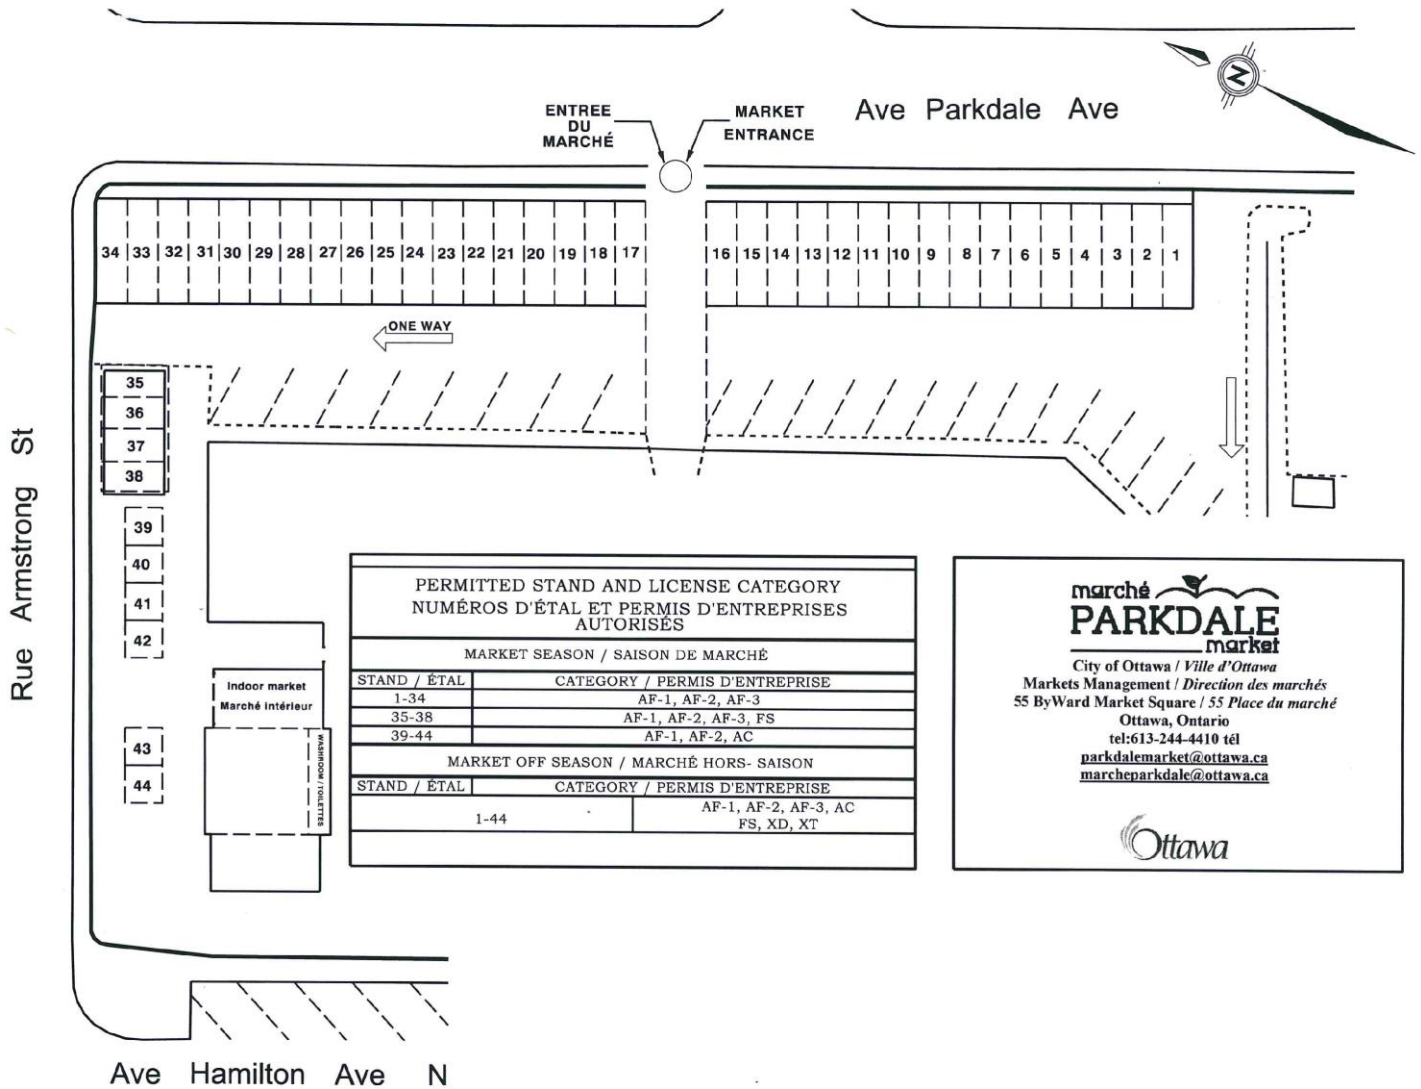 N
Ave Parkdale Ave
ENTREE
DU
MARCHÉ
MARKET
ENTRANCE
34 33 32 31 30 29 28 27 26 25 24 23 22 21 20 19 18 17 16 15 14 13 12 11 10 9 8 7 6 5 4 3 2 1
ONE WAY
35
36
37
38
39
40
41
42
43
44
Rue Armstrong St
Indoor market
Marché intérieur
WASHROOM / TOILETTES
PERMITTED STAND AND LICENSE CATEGORY
NUMÉROS D'ÉTAL ET PERMIS D'ENTREPRISES
AUTORISÉS
MARKET SEASON / SAISON DE MARCHÉ
STAND / ÉTAL CATEGORY / PERMIS D'ENTREPRISE
1-34 AF-1, AF-2, AF-3
35-38 AF-1, AF-2, AF-3, FS
39-44 AF-1, AF-2, AC
MARKET OFF SEASON / MARCHÉ HORS- SAISON
STAND / ÉTAL CATEGORY / PERMIS D'ENTREPRISE
1-44 AF-1, AF-2, AF-3, AC
FS, XD, XT
marché
PARKDALE
market
City of Ottawa / Ville d'Ottawa
Markets Management / Direction des marchés
55 ByWard Market Square / 55 Place du marché
Ottawa, Ontario
tel:613-244-4410 tél
parkdalemarket@ottawa.ca
marcheparkdale@ottawa.ca
Ottawa
Ave Hamilton Ave N